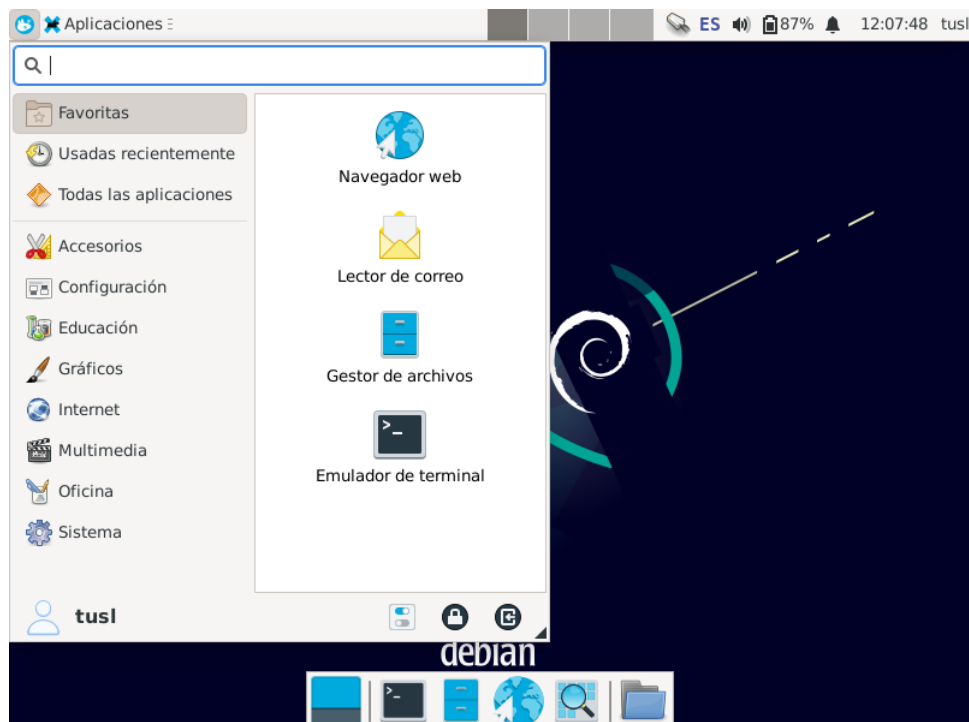 Aplicaciones
ES 87% 12:07:48 tusl
Favoritas
Usadas recientemente
Todas las aplicaciones
Accesorios
Configuración
Educación
Gráficos
Internet
Multimedia
Oficina
Sistema
Navegador web
Lector de correo
Gestor de archivos
Emulador de terminal
tusl
debian